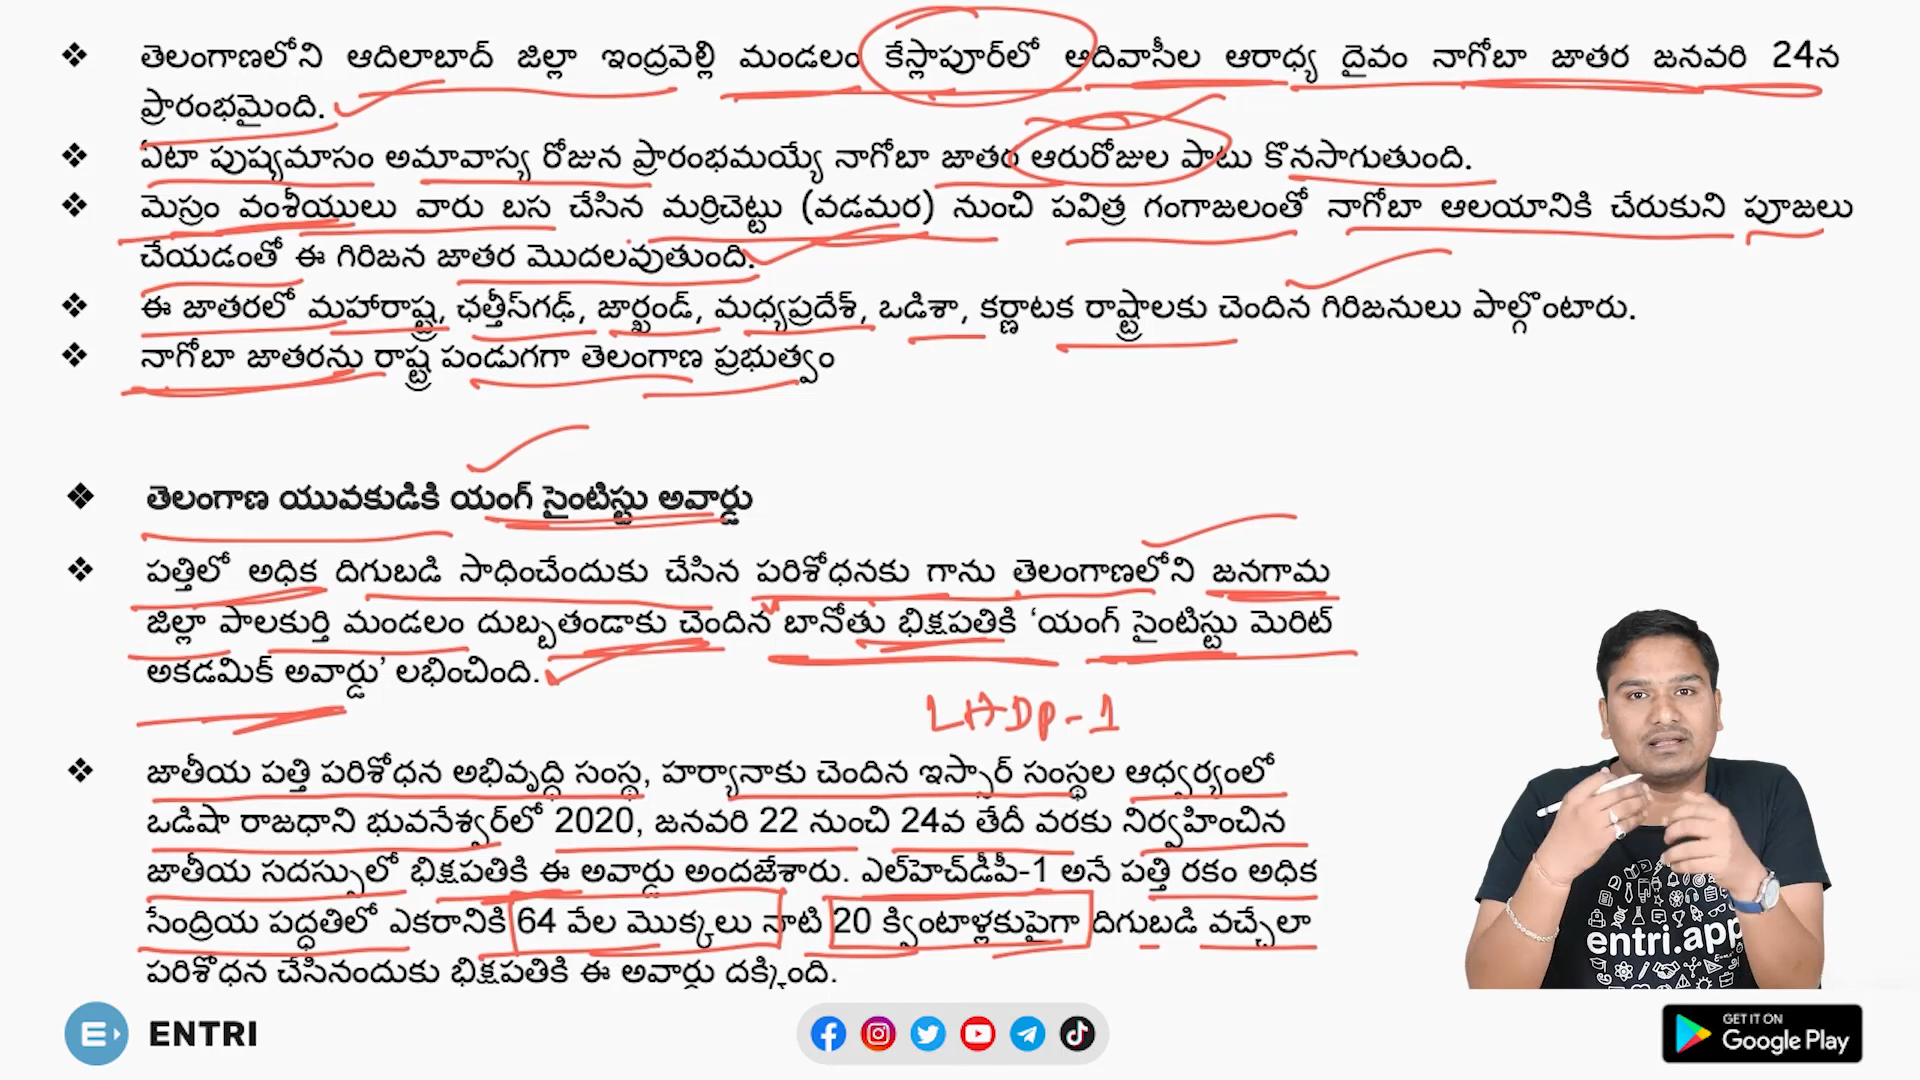 ❖ తెలంగాణలోని ఆదిలాబాద్ జిల్లా ఇంద్రవెల్లి మండలం కేస్లాపూర్‌లో ఆదివాసీల ఆరాధ్య దైవం నాగోబా జాతర జనవరి 24న
ప్రారంభమైంది.
❖ ఏటా పుష్యమాసం అమావాస్య రోజున ప్రారంభమయ్యే నాగోబా జాతర ఆరురోజుల పాటు కొనసాగుతుంది.
❖ మెస్రం వంశీయులు వారు బస చేసిన మర్రిచెట్టు (వడమర) నుంచి పవిత్ర గంగాజలంతో నాగోబా ఆలయానికి చేరుకుని పూజలు
చేయడంతో ఈ గిరిజన జాతర మొదలవుతుంది.
❖ ఈ జాతరలో మహారాష్ట్ర, ఛత్తీస్‌గఢ్, జార్ఖండ్, మధ్యప్రదేశ్, ఒడిశా, కర్ణాటక రాష్ట్రాలకు చెందిన గిరిజనులు పాల్గొంటారు.
❖ నాగోబా జాతరను రాష్ట్ర పండుగగా తెలంగాణ ప్రభుత్వం
❖ తెలంగాణ యువకుడికి యంగ్ సైంటిస్టు అవార్డు
❖ పత్తిలో అధిక దిగుబడి సాధించేందుకు చేసిన పరిశోధనకు గాను తెలంగాణలోని జనగామ
జిల్లా పాలకుర్తి మండలం దుబ్బతండాకు చెందిన బానోతు భిక్షపతికి ‘యంగ్ సైంటిస్టు మెరిట్
అకడమిక్ అవార్డు’ లభించింది.
LHDP-1
❖ జాతీయ పత్తి పరిశోధన అభివృద్ధి సంస్థ, హర్యానాకు చెందిన ఇస్సార్ సంస్థల ఆధ్వర్యంలో
ఒడిషా రాజధాని భువనేశ్వర్‌లో 2020, జనవరి 22 నుంచి 24వ తేదీ వరకు నిర్వహించిన
జాతీయ సదస్సులో భిక్షపతికి ఈ అవార్డు అందజేశారు. ఎల్‌హెచ్‌డీపీ-1 అనే పత్తి రకం అధిక
సేంద్రియ పద్ధతిలో ఎకరానికి 64 వేల మొక్కలు నాటి 20 క్వింటాళ్లకుపైగా దిగుబడి వచ్చేలా
పరిశోధన చేసినందుకు భిక్షపతికి ఈ అవార్డు దక్కింది.
entri.app
ENTRI
GET IT ON
Google Play